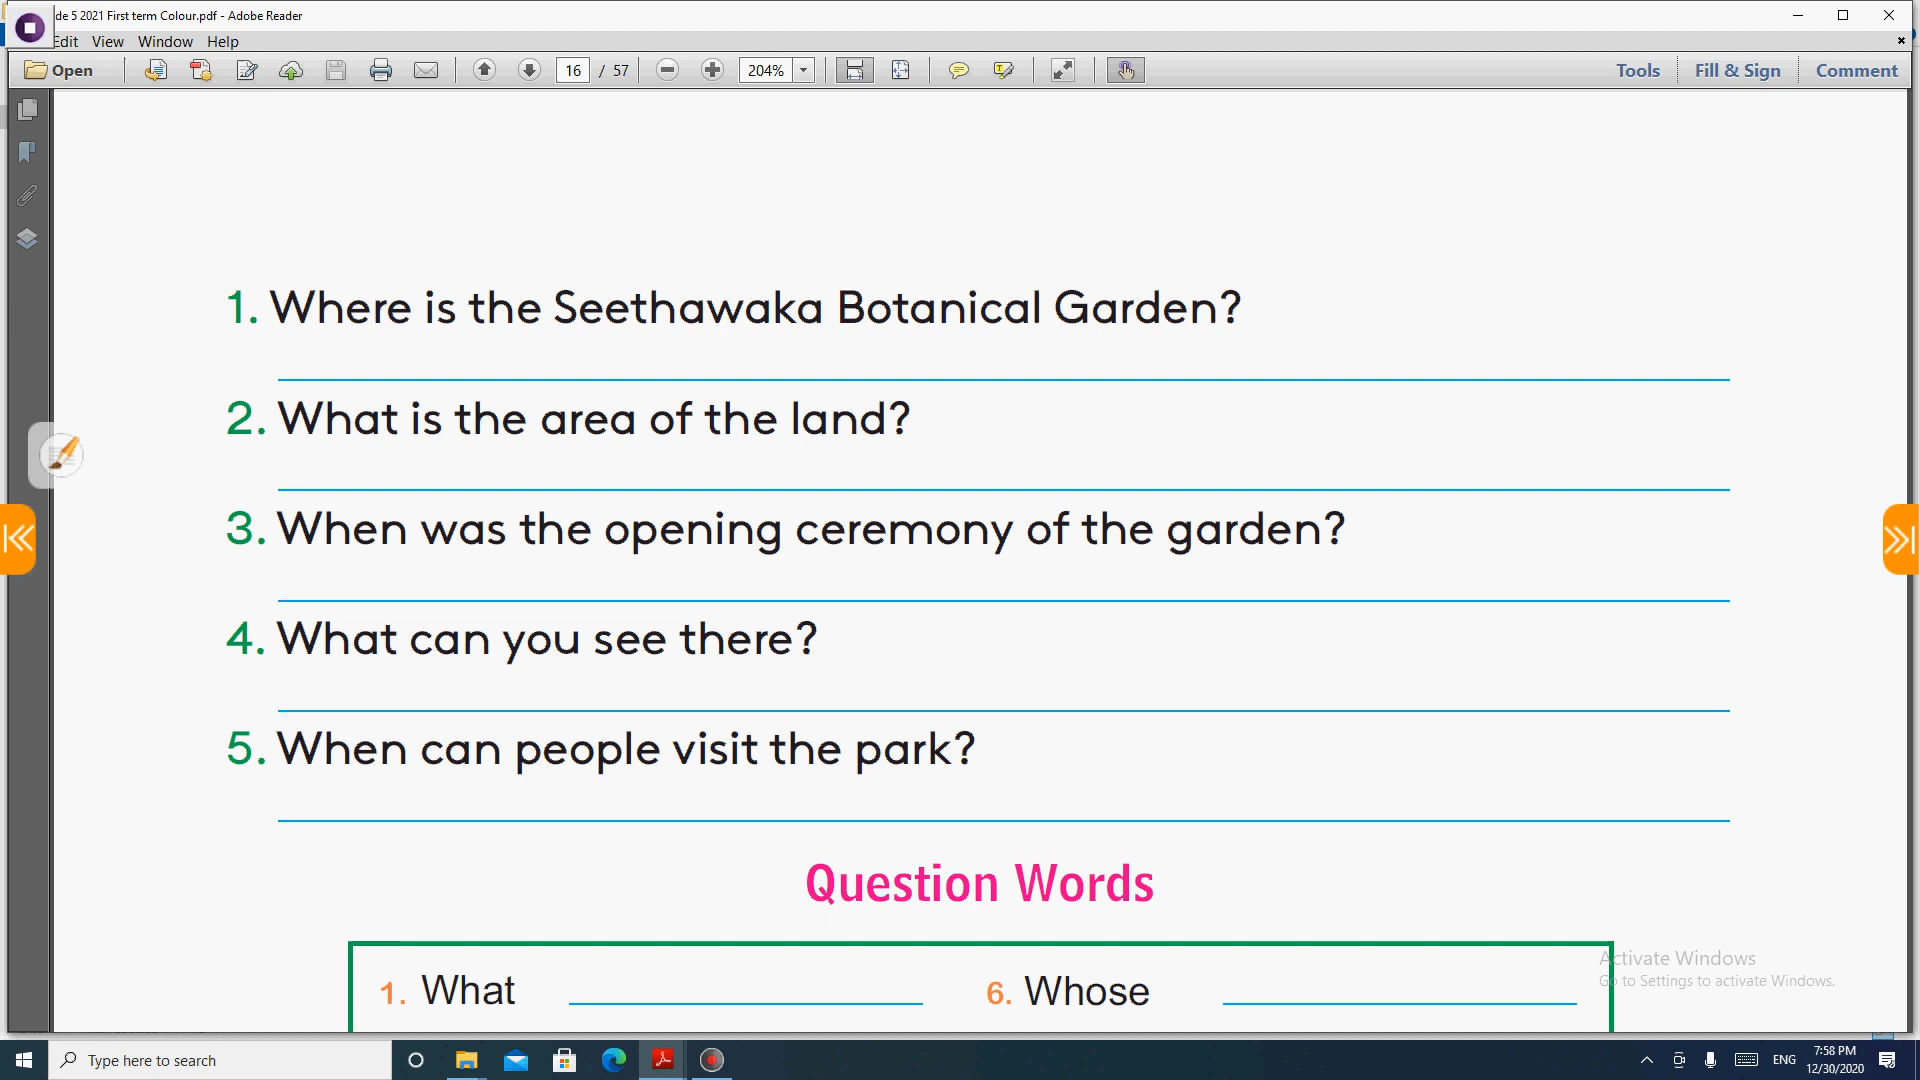 de 5 2021 First term Colour.pdf - Adobe Reader
Edit View Window Help
Open 16 / 57 204% Tools Fill & Sign Comment
1. Where is the Seethawaka Botanical Garden?
2. What is the area of the land?
3. When was the opening ceremony of the garden?
4. What can you see there?
5. When can people visit the park?
Question Words
1. What 6. Whose
Activate Windows
Go to Settings to activate Windows.
Type here to search ENG 7:58 PM
12/30/2020